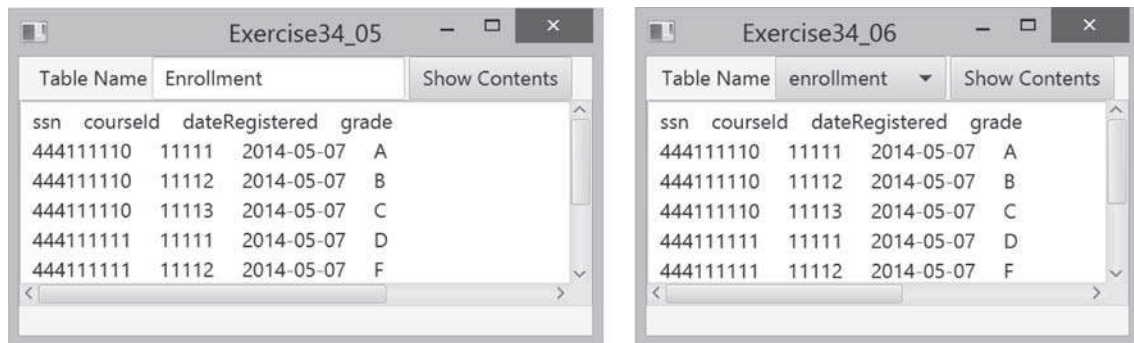 Exercise34_05
Table Name Enrollment Show Contents
ssn courseId dateRegistered grade
444111110 11111 2014-05-07 A
444111110 11112 2014-05-07 B
444111110 11113 2014-05-07 C
444111111 11111 2014-05-07 D
444111111 11112 2014-05-07 F
Exercise34_06
Table Name enrollment Show Contents
ssn courseId dateRegistered grade
444111110 11111 2014-05-07 A
444111110 11112 2014-05-07 B
444111110 11113 2014-05-07 C
444111111 11111 2014-05-07 D
444111111 11112 2014-05-07 F